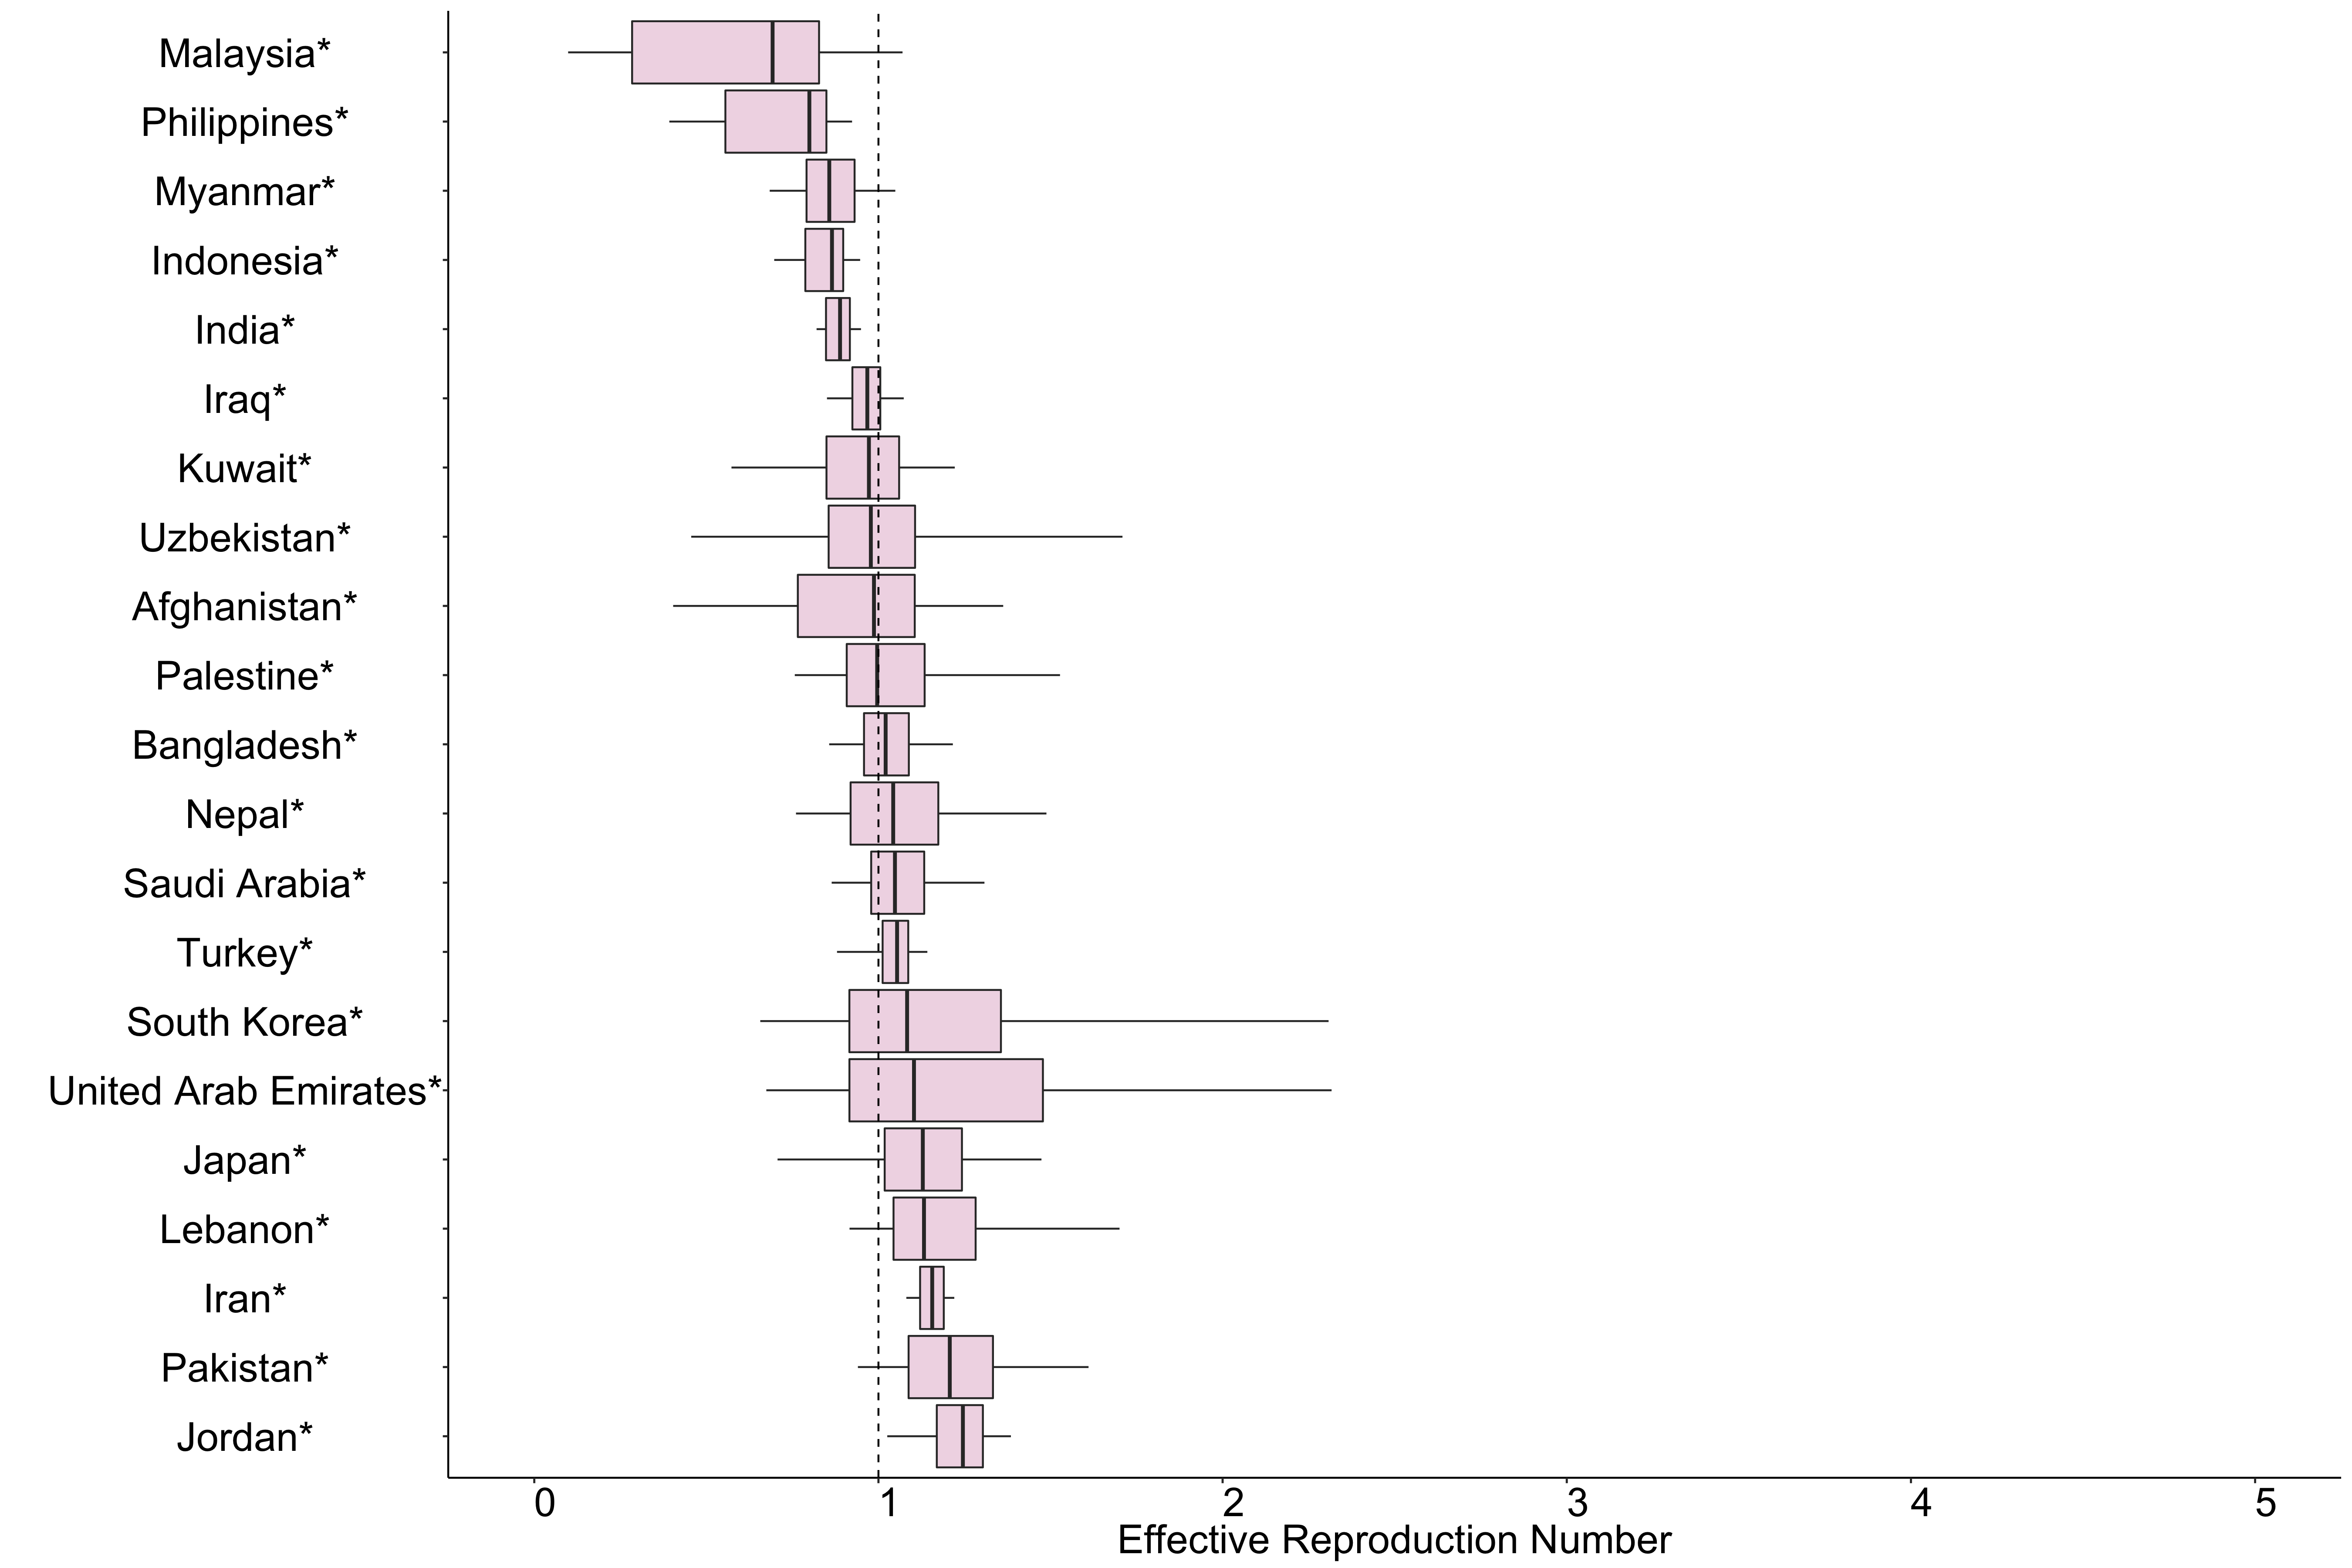 Malaysia*
Philippines*
Myanmar*
Indonesia*
India*
Iraq*
Kuwait*
Uzbekistan*
Afghanistan*
Palestine*
Bangladesh*
Nepal*
Saudi Arabia*
Turkey*
South Korea*
United Arab Emirates*
Japan*
Lebanon*
Iran*
Pakistan*
Jordan*
0 1 2 3 4 5
Effective Reproduction Number